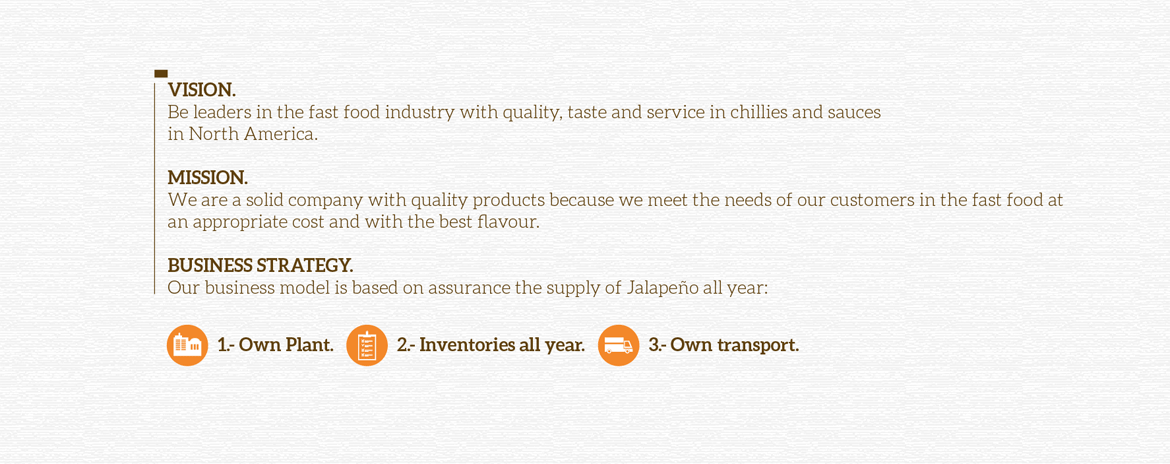 VISION.
Be leaders in the fast food industry with quality, taste and service in chillies and sauces
in North America.
MISSION.
We are a solid company with quality products because we meet the needs of our customers in the fast food at
an appropriate cost and with the best flavour.
BUSINESS STRATEGY.
Our business model is based on assurance the supply of Jalapeño all year:
1.- Own Plant. 2.- Inventories all year. 3.- Own transport.